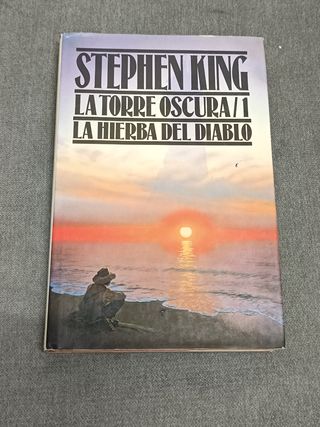 STEPHEN KING
LA TORRE OSCURA/1
LA HIERBA DEL DIABLO